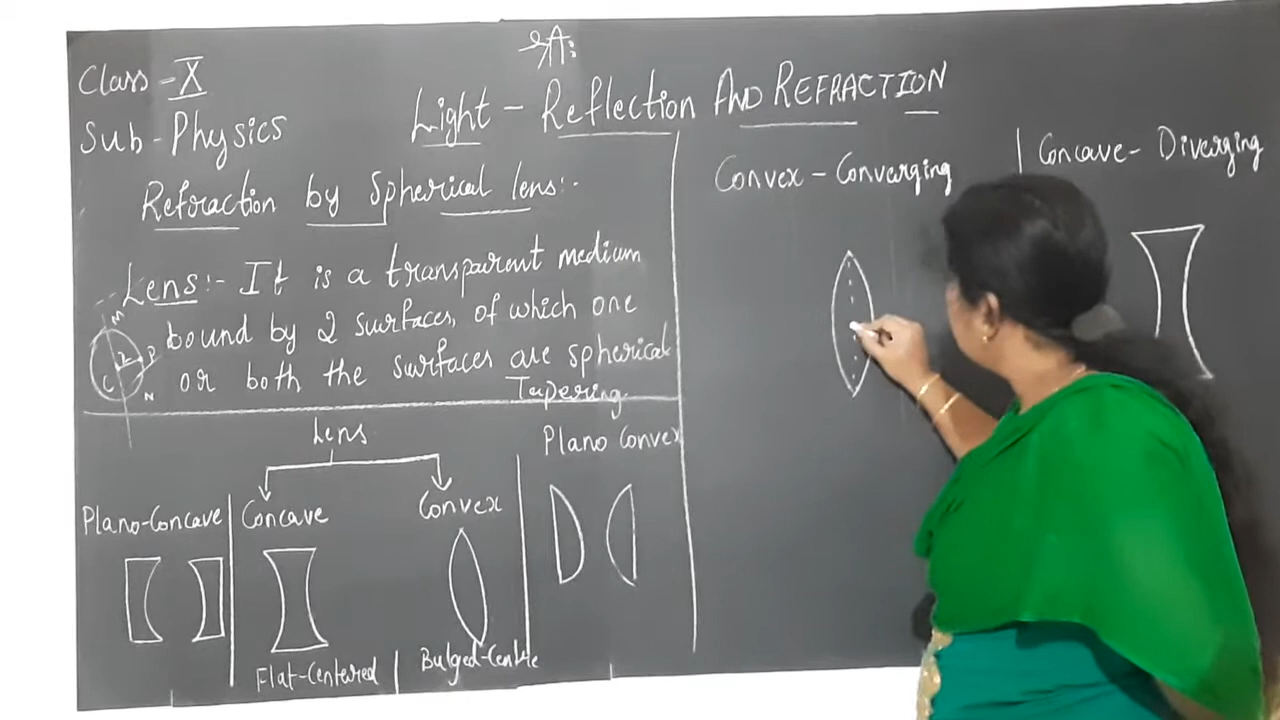 Class - X
Sub - Physics
Light - Reflection AND REFRACTION
Refraction by Spherical lens:-
Lens:- It is a transparent medium
bound by 2 surfaces, of which one
or both the surfaces are spherical
Tapering
M
P
C
N
Lens
Plano-Concave
Concave
Convex
Plano Convex
Flat-Centered
Bulged-Centre
Convex - Converging
Concave - Diverging